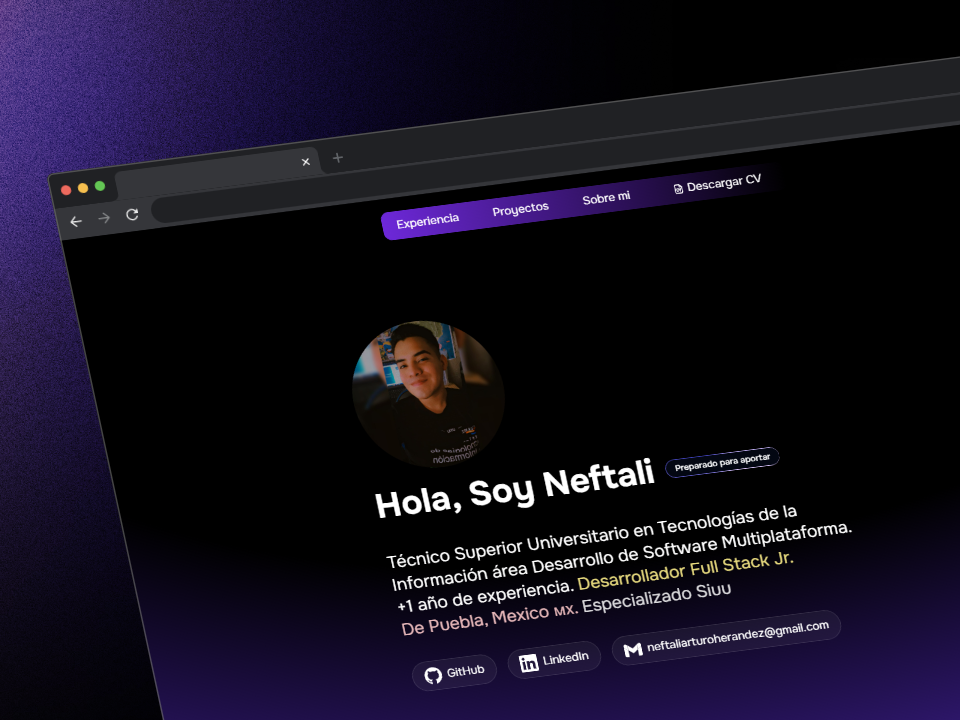 Experiencia Proyectos Sobre mi Descargar CV
Hola, Soy Neftali Preparado para aportar
Técnico Superior Universitario en Tecnologías de la
Información área Desarrollo de Software Multiplataforma.
+1 año de experiencia. Desarrollador Full Stack Jr.
De Puebla, Mexico MX. Especializado Siuu
GitHub LinkedIn neftaliarturoherandez@gmail.com